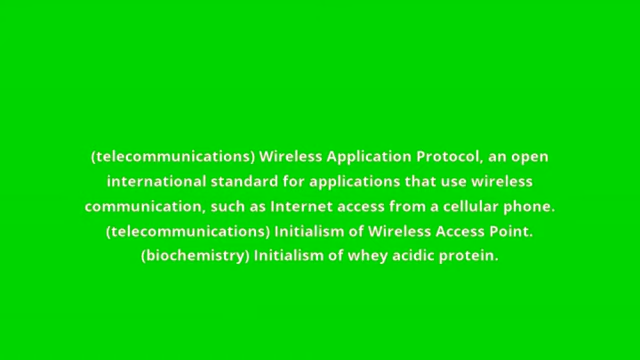 (telecommunications) Wireless Application Protocol, an open
international standard for applications that use wireless
communication, such as Internet access from a cellular phone.
(telecommunications) Initialism of Wireless Access Point.
(biochemistry) Initialism of whey acidic protein.